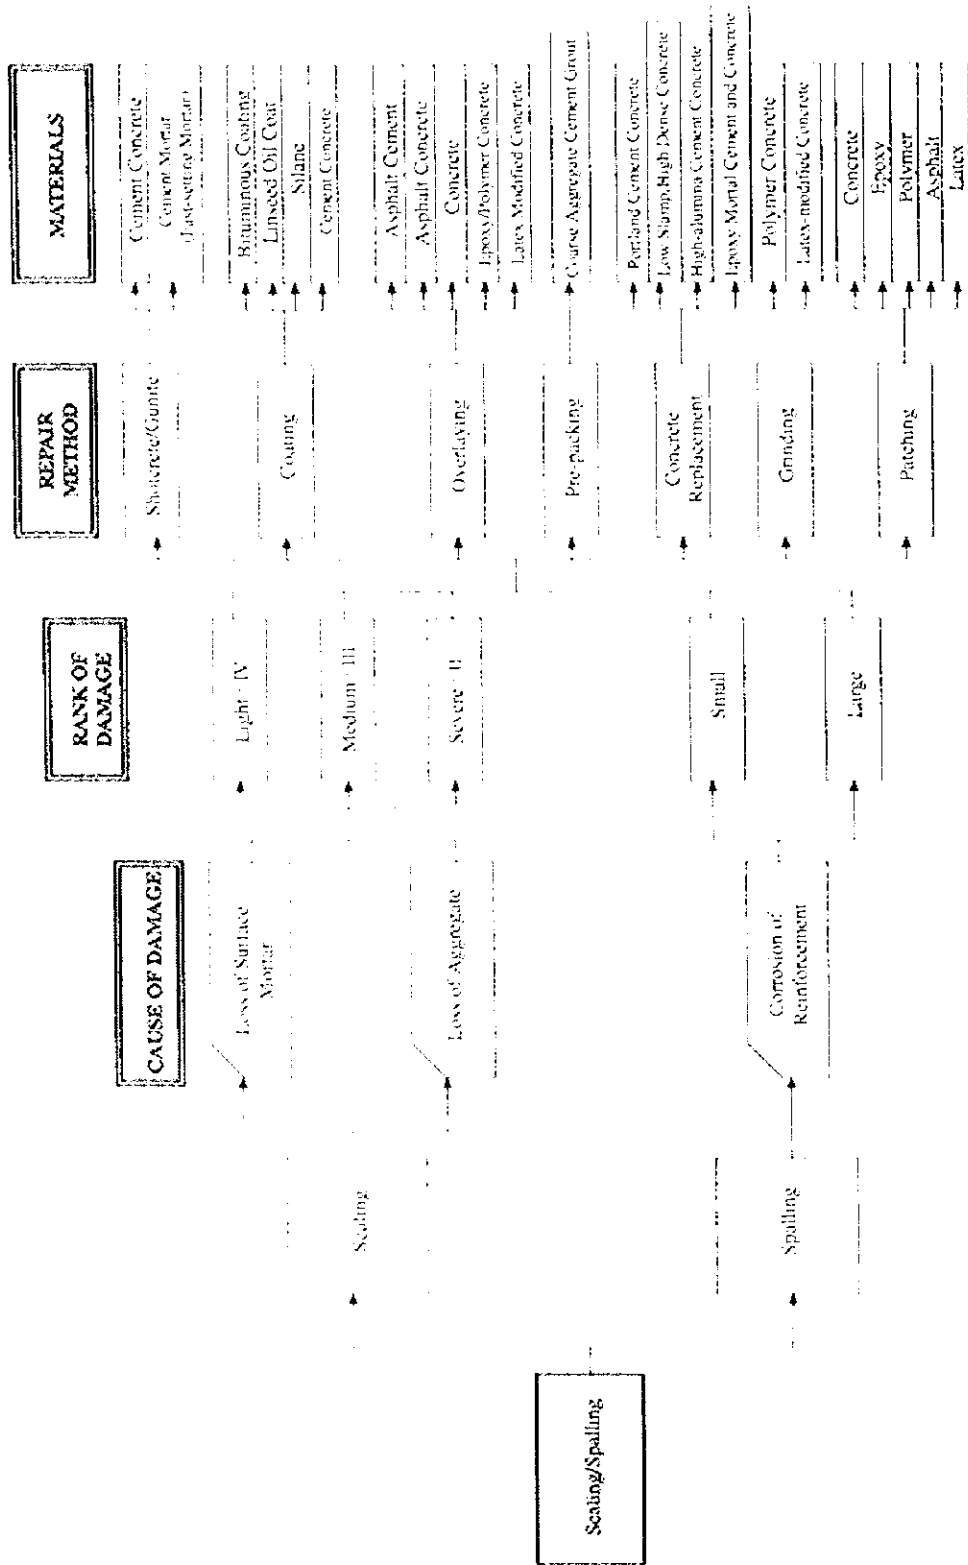 Scaling/Spalling
Scaling
Spalling
CAUSE OF DAMAGE
Loss of Surface
Mortar
Loss of Aggregate
Corrosion of
Reinforcement
RANK OF
DAMAGE
Light - IV
Medium - III
Severe - II
Small
Large
REPAIR
METHOD
Shotcrete/Gunite
Coating
Overlaying
Pre-packing
Concrete
Replacement
Grinding
Patching
MATERIALS
Cement Concrete
Cement Mortar
(Fast-setting Mortar)
Bituminous Coating
Linseed Oil Coat
Silane
Cement Concrete
Asphalt Cement
Asphalt Concrete
Concrete
Epoxy/Polymer Concrete
Latex Modified Concrete
Course Aggregate Cement Grout
Portland Cement Concrete
Low Slump/High Dense Concrete
High-alumina Cement Concrete
Epoxy Mortal Cement and Concrete
Polymer Concrete
Latex-modified Concrete
Concrete
Epoxy
Polymer
Asphalt
Latex